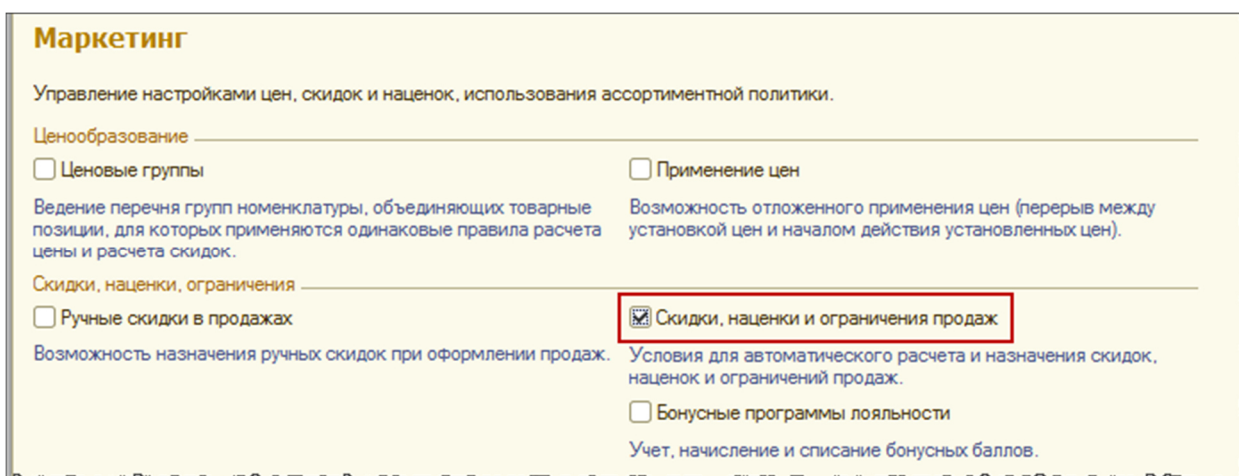 Маркетинг
Управление настройками цен, скидок и наценок, использования ассортиментной политики.
Ценообразование
Ценовые группы
Ведение перечня групп номенклатуры, объединяющих товарные
позиции, для которых применяются одинаковые правила расчета
цены и расчета скидок.
Применение цен
Возможность отложенного применения цен (перерыв между
установкой цен и началом действия установленных цен).
Скидки, наценки, ограничения
Ручные скидки в продажах
Возможность назначения ручных скидок при оформлении продаж.
Скидки, наценки и ограничения продаж
Условия для автоматического расчета и назначения скидок,
наценок и ограничений продаж.
Бонусные программы лояльности
Учет, начисление и списание бонусных баллов.